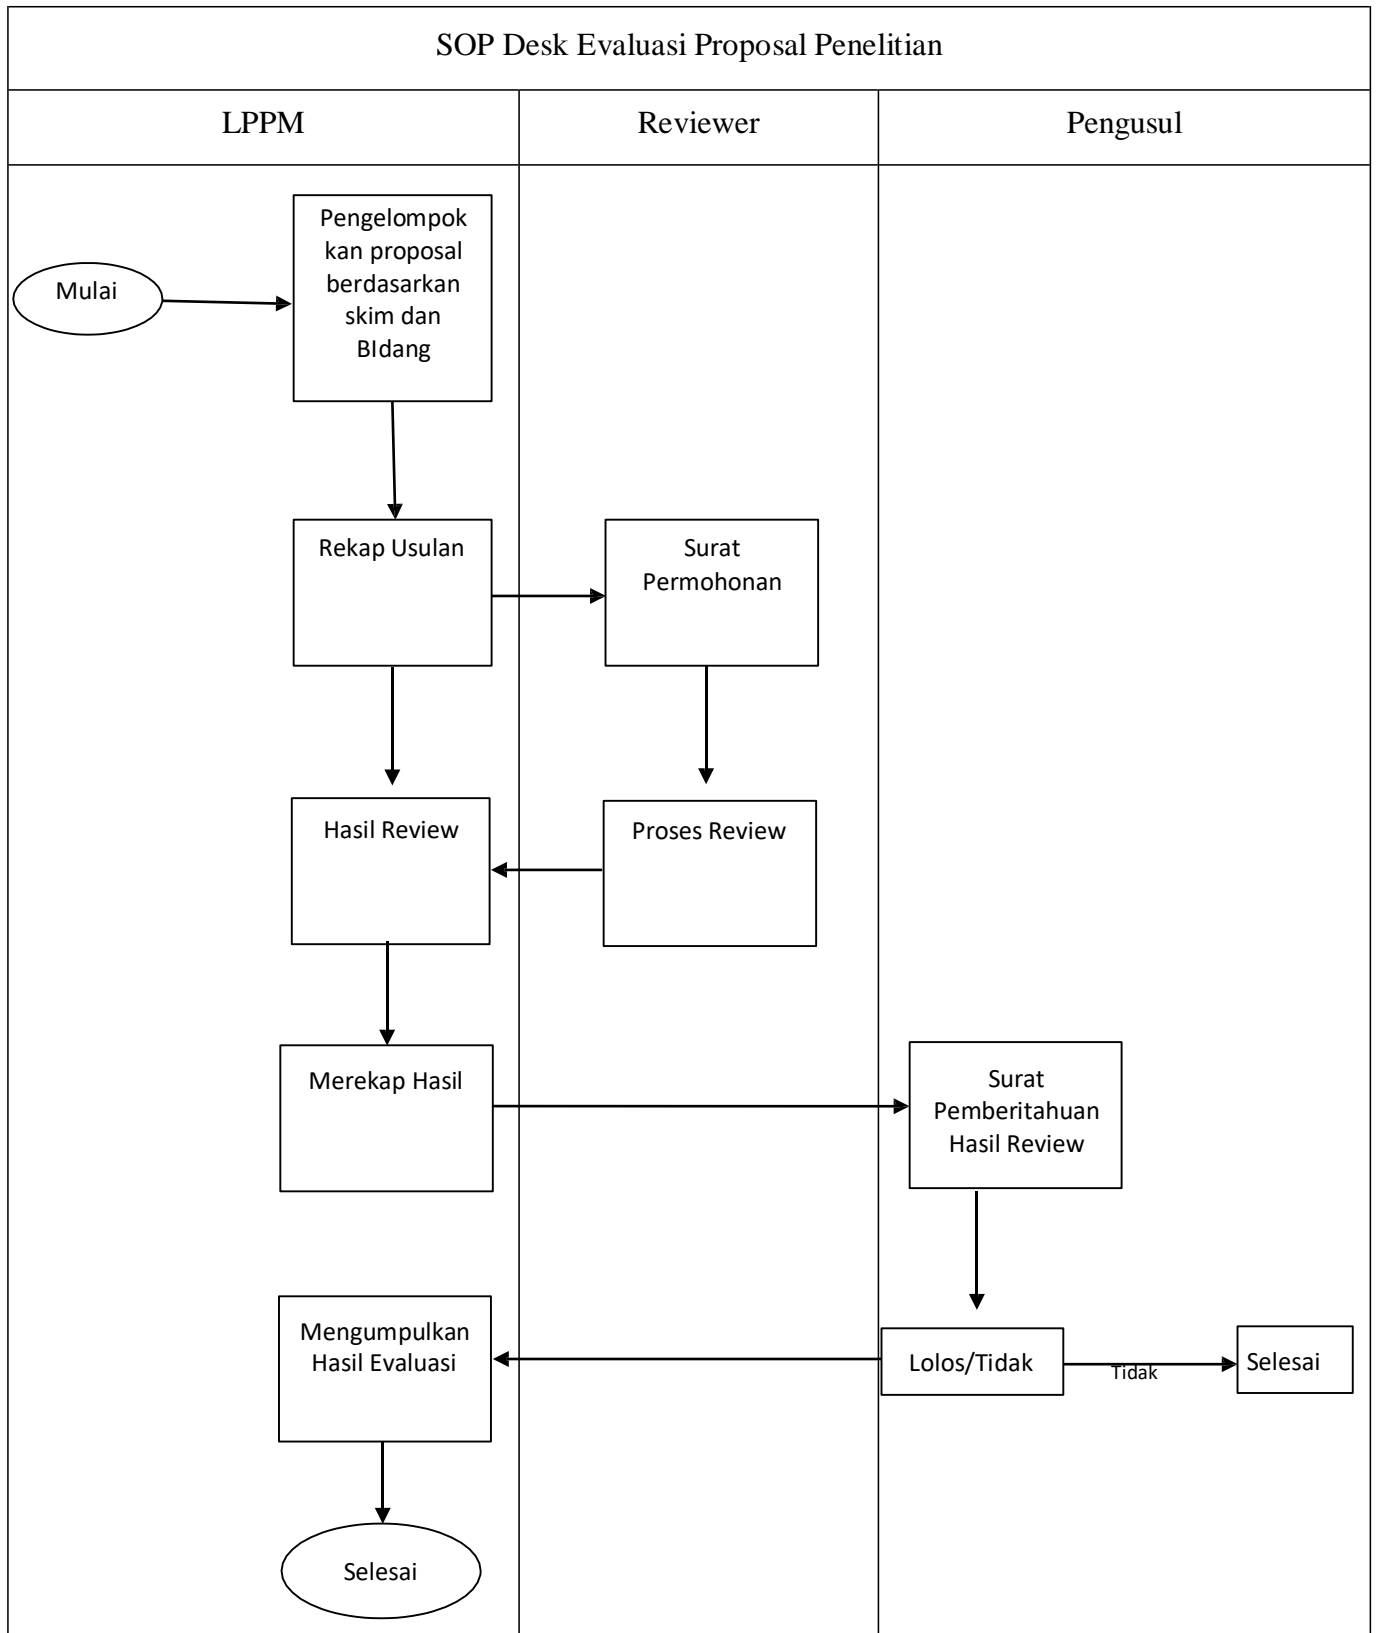 SOP Desk Evaluasi Proposal Penelitian
LPPM
Reviewer
Pengusul
Mulai
Pengelompok
kan proposal
berdasarkan
skim dan
BIdang
Rekap Usulan
Surat
Permohonan
Hasil Review
Proses Review
Merekap Hasil
Surat
Pemberitahuan
Hasil Review
Mengumpulkan
Hasil Evaluasi
Lolos/Tidak
Tidak
Selesai
Selesai